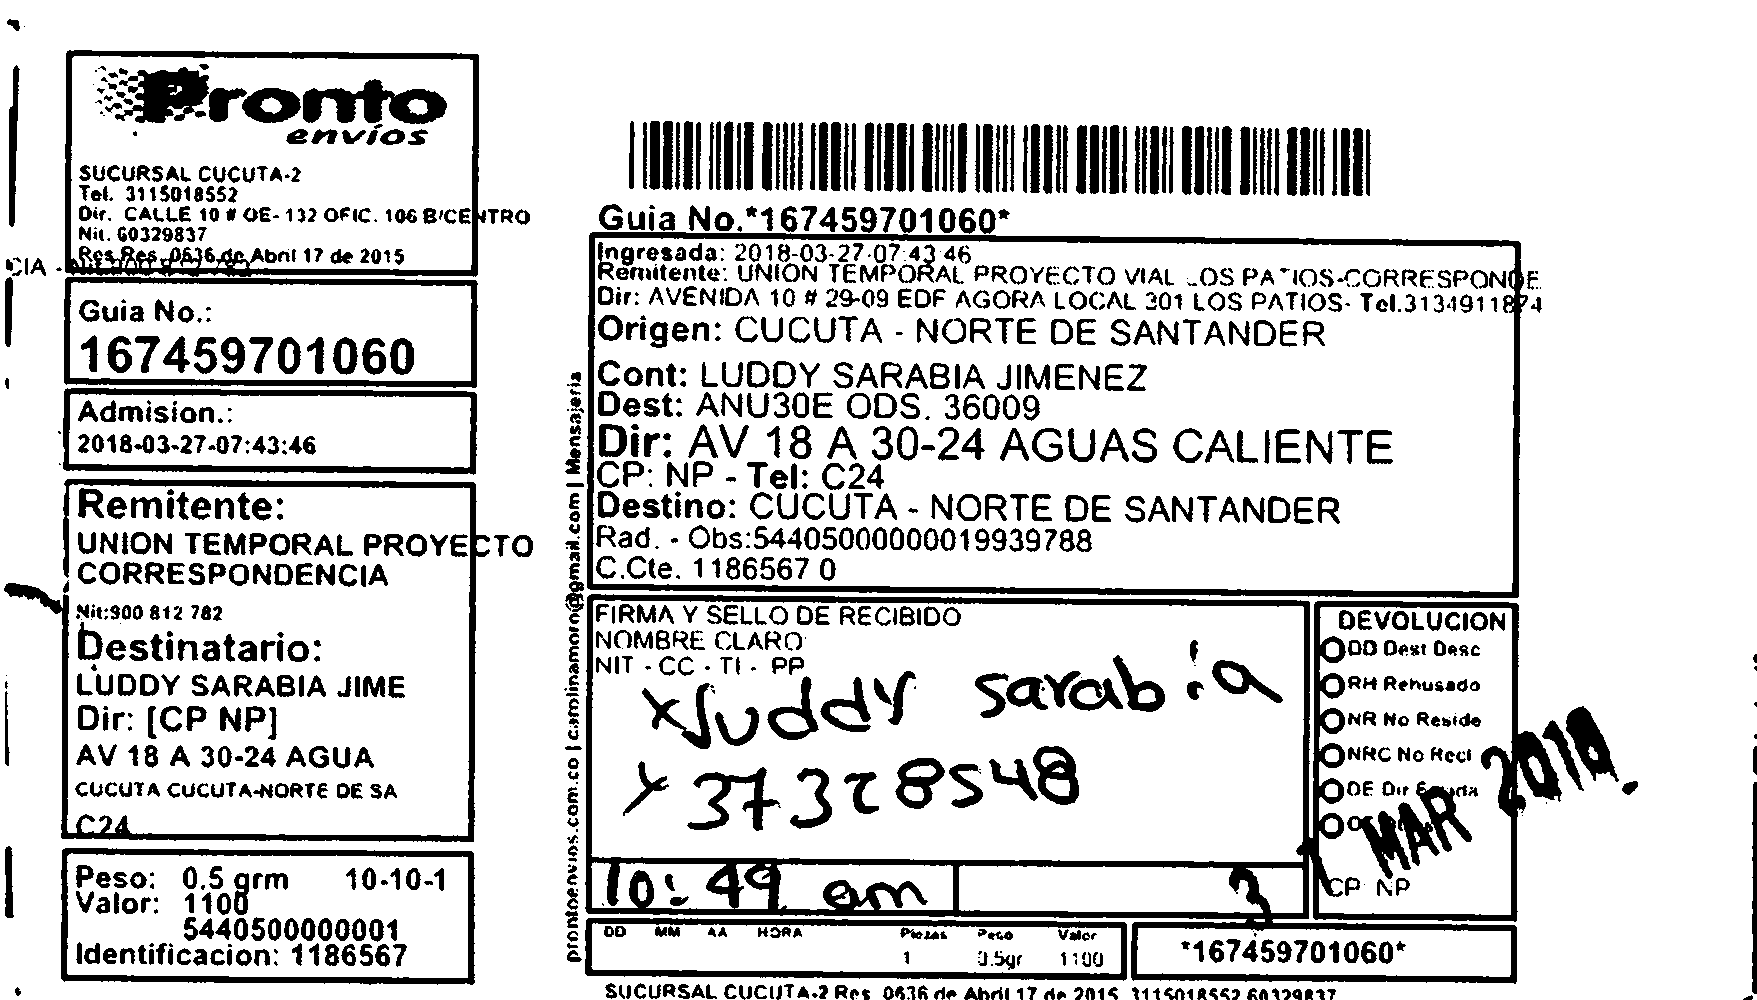 Pronto
envíos
SUCURSAL CUCUTA-2
Tel. 3115018552
Dir. CALLE 10 # OE-132 OFIC. 106 B/CENTRO
Nit. 60329837
Res Res. 0636 de Abril 17 de 2015
CIA -
Guia No.:
167459701060
Admision.:
2018-03-27-07:43:46
Remitente:
UNION TEMPORAL PROYECTO
CORRESPONDENCIA
Nit:900 812 782
Destinatario:
LUDDY SARABIA JIME
Dir: [CP NP]
AV 18 A 30-24 AGUA
CUCUTA CUCUTA-NORTE DE SA
C24
Peso: 0.5 grm 10-10-1
Valor: 1100
5440500000001
Identificacion: 1186567
prontoenvios.com.co | carolinamoro@gmail.com | Mensajeria
Guia No.*167459701060*
Ingresada: 2018-03-27-07:43:46
Remitente: UNION TEMPORAL PROYECTO VIAL LOS PATIOS-CORRESPONDE
Dir: AVENIDA 10 # 29-09 EDF AGORA LOCAL 301 LOS PATIOS- Tel.3134911874
Origen: CUCUTA - NORTE DE SANTANDER
Cont: LUDDY SARABIA JIMENEZ
Dest: ANU30E ODS. 36009
Dir: AV 18 A 30-24 AGUAS CALIENTE
CP: NP - Tel: C24
Destino: CUCUTA - NORTE DE SANTANDER
Rad. - Obs:54405000000019939788
C.Cte. 1186567 0
FIRMA Y SELLO DE RECIBIDO
NOMBRE CLARO
NIT - CC - TI - PP
x luddy sarabia
x 37328548
10:49 am
DEVOLUCION
DD Dest Desc
RH Rehusado
NR No Reside
NRC No Recl
DE Dir
CP NP
31 MAR 2018
DD MM AA HORA Piezas Peso Valor
1 0.5gr 1100
*167459701060*
SUCURSAL CUCUTA-2 Res. 0636 de Abril 17 de 2015 3115018552 60329837